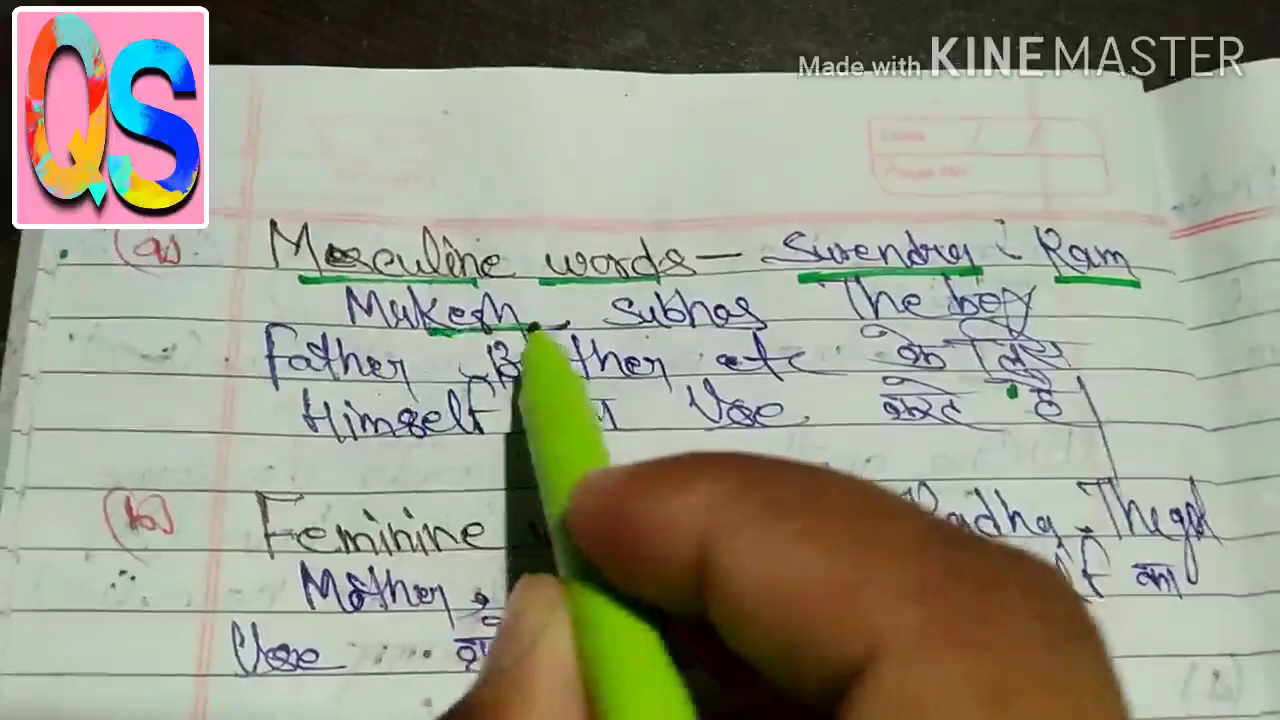 QS
Made with KINEMASTER
(a) Masculine words - Surendra, Ram
Mukesh, Subhas The boy
Father, Brother etc के लिए
Himself का Use करते है
(b) Feminine Radha, The girl
Mother, का
Use